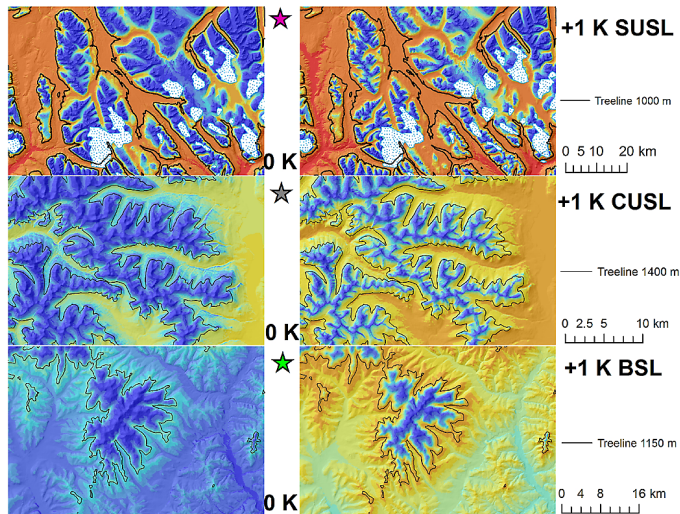 +1 K SUSL
Treeline 1000 m
0 5 10 20 km
0 K
+1 K CUSL
Treeline 1400 m
0 2.5 5 10 km
0 K
+1 K BSL
Treeline 1150 m
0 4 8 16 km
0 K